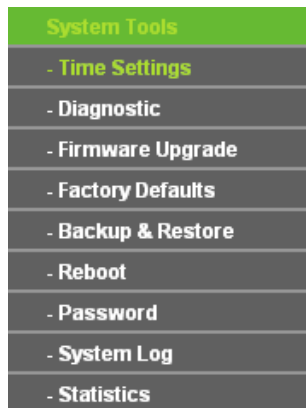 System Tools
- Time Settings
- Diagnostic
- Firmware Upgrade
- Factory Defaults
- Backup & Restore
- Reboot
- Password
- System Log
- Statistics